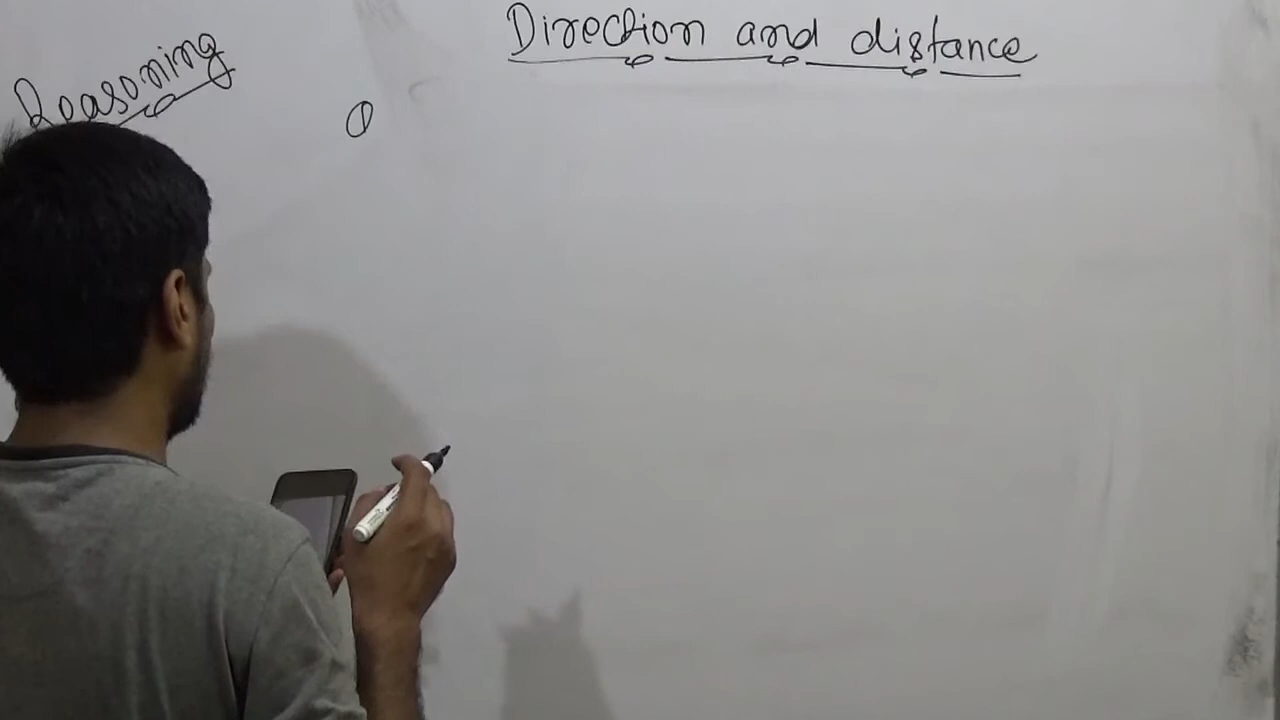 Direction and distance
Reasoning
①